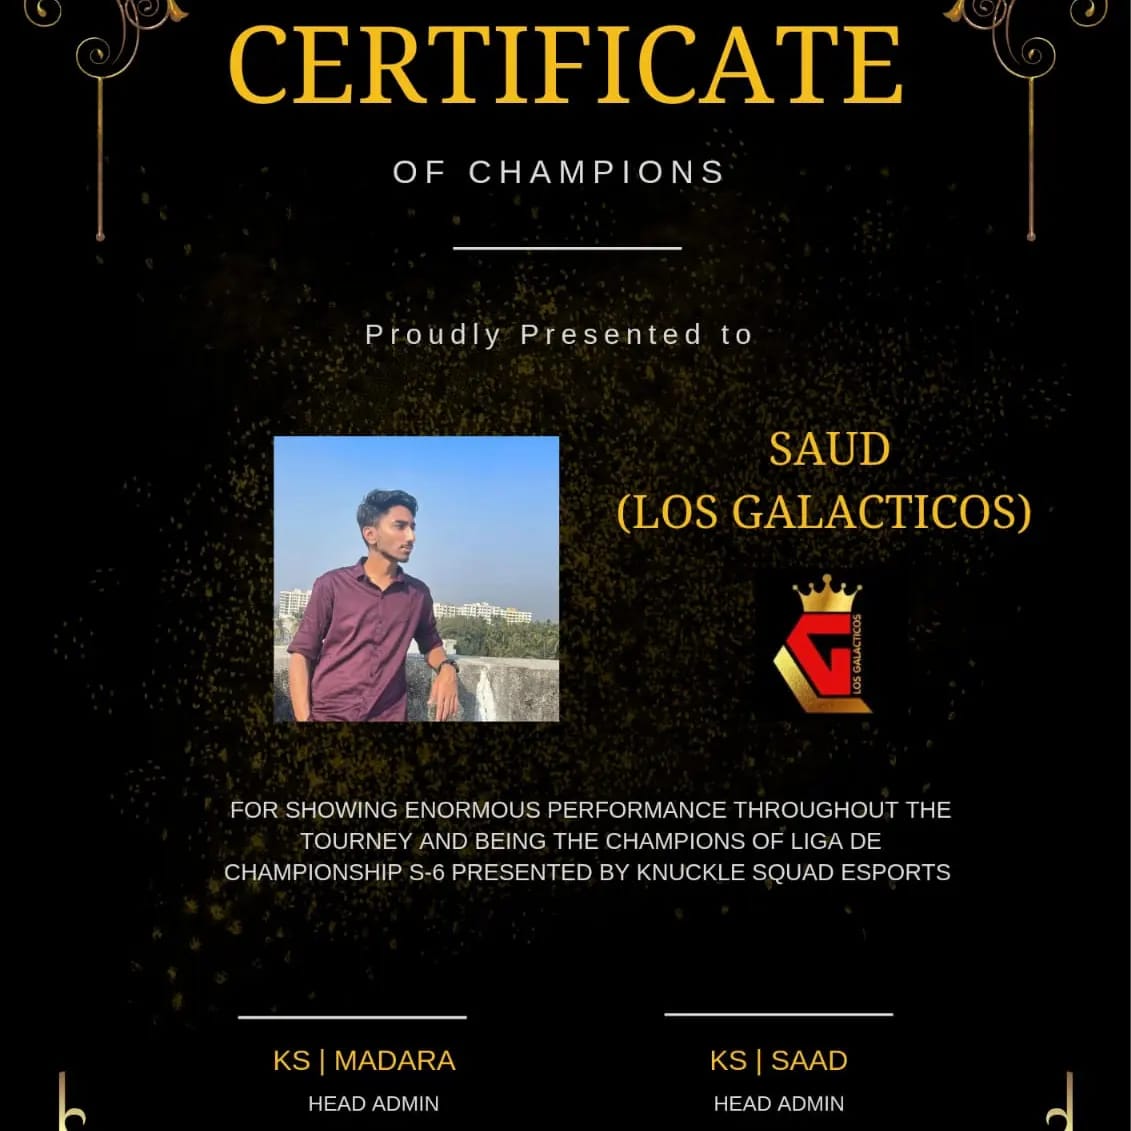 CERTIFICATE
OF CHAMPIONS
Proudly Presented to
SAUD
(LOS GALACTICOS)
LOS GALACTICOS
FOR SHOWING ENORMOUS PERFORMANCE THROUGHOUT THE
TOURNEY AND BEING THE CHAMPIONS OF LIGA DE
CHAMPIONSHIP S-6 PRESENTED BY KNUCKLE SQUAD ESPORTS
KS | MADARA
HEAD ADMIN
KS | SAAD
HEAD ADMIN